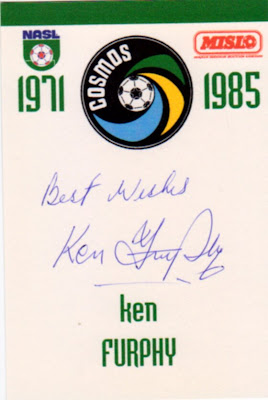 NASL
MISL
1971
COSMOS
1985
Best Wishes
Ken Furphy
ken
FURPHY